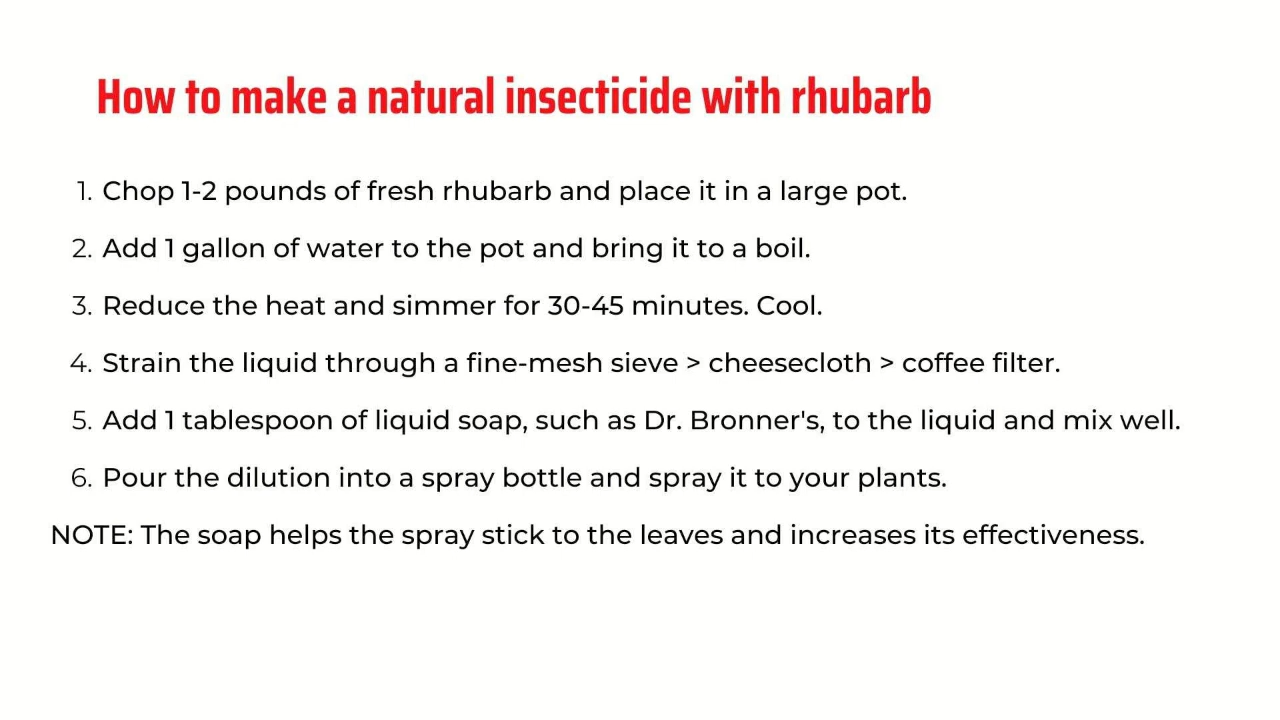 How to make a natural insecticide with rhubarb
1. Chop 1-2 pounds of fresh rhubarb and place it in a large pot.
2. Add 1 gallon of water to the pot and bring it to a boil.
3. Reduce the heat and simmer for 30-45 minutes. Cool.
4. Strain the liquid through a fine-mesh sieve > cheesecloth > coffee filter.
5. Add 1 tablespoon of liquid soap, such as Dr. Bronner's, to the liquid and mix well.
6. Pour the dilution into a spray bottle and spray it to your plants.
NOTE: The soap helps the spray stick to the leaves and increases its effectiveness.